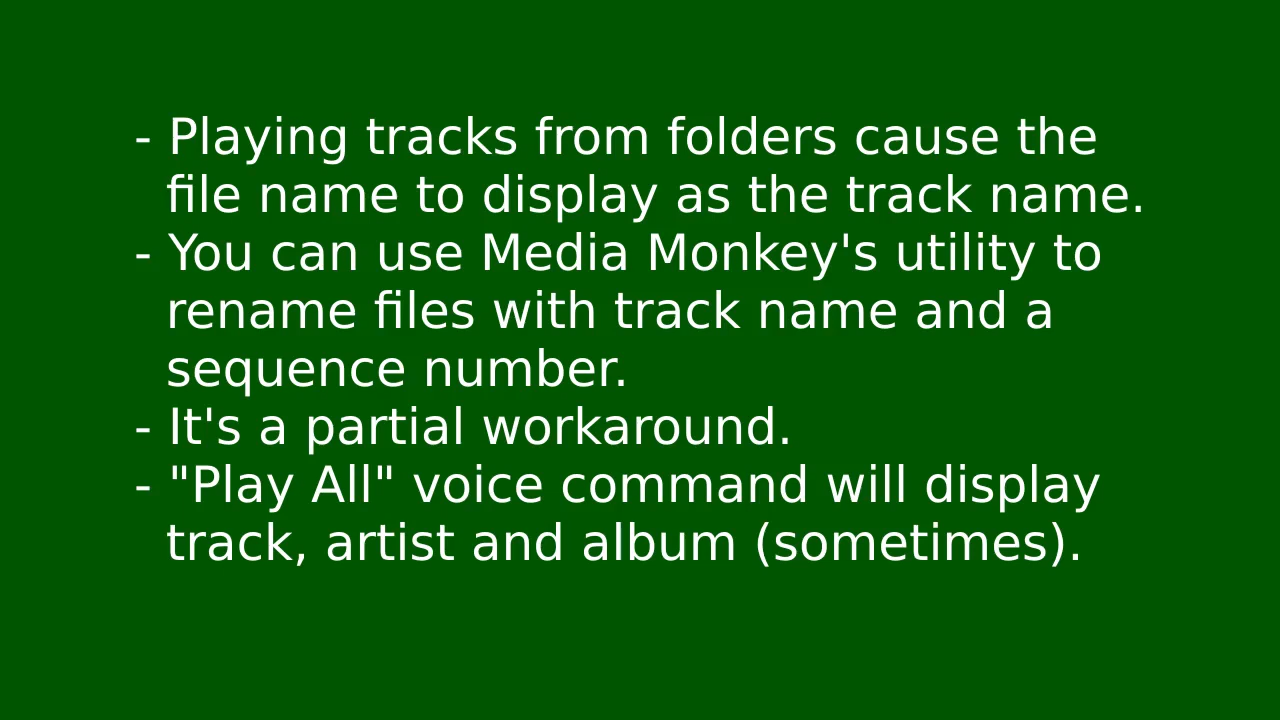 - Playing tracks from folders cause the
file name to display as the track name.
- You can use Media Monkey's utility to
rename files with track name and a
sequence number.
- It's a partial workaround.
- "Play All" voice command will display
track, artist and album (sometimes).